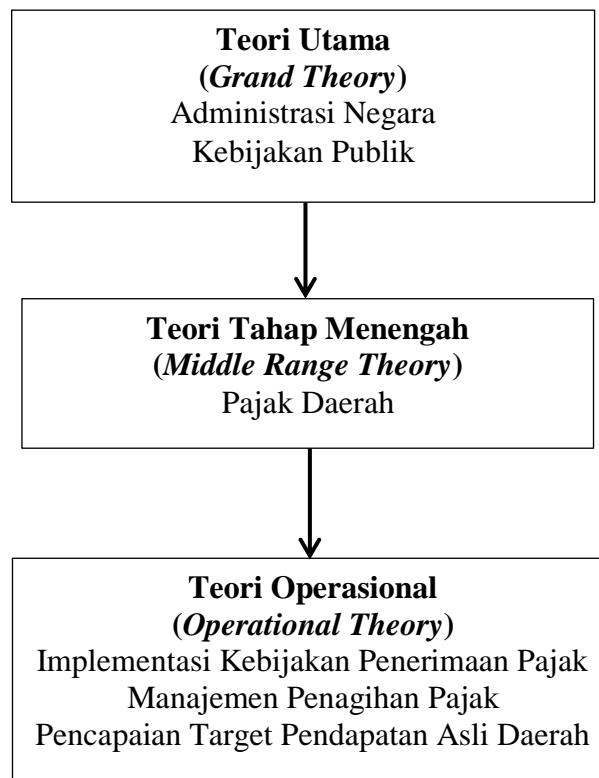 Teori Utama
(Grand Theory)
Administrasi Negara
Kebijakan Publik
Teori Tahap Menengah
(Middle Range Theory)
Pajak Daerah
Teori Operasional
(Operational Theory)
Implementasi Kebijakan Penerimaan Pajak
Manajemen Penagihan Pajak
Pencapaian Target Pendapatan Asli Daerah